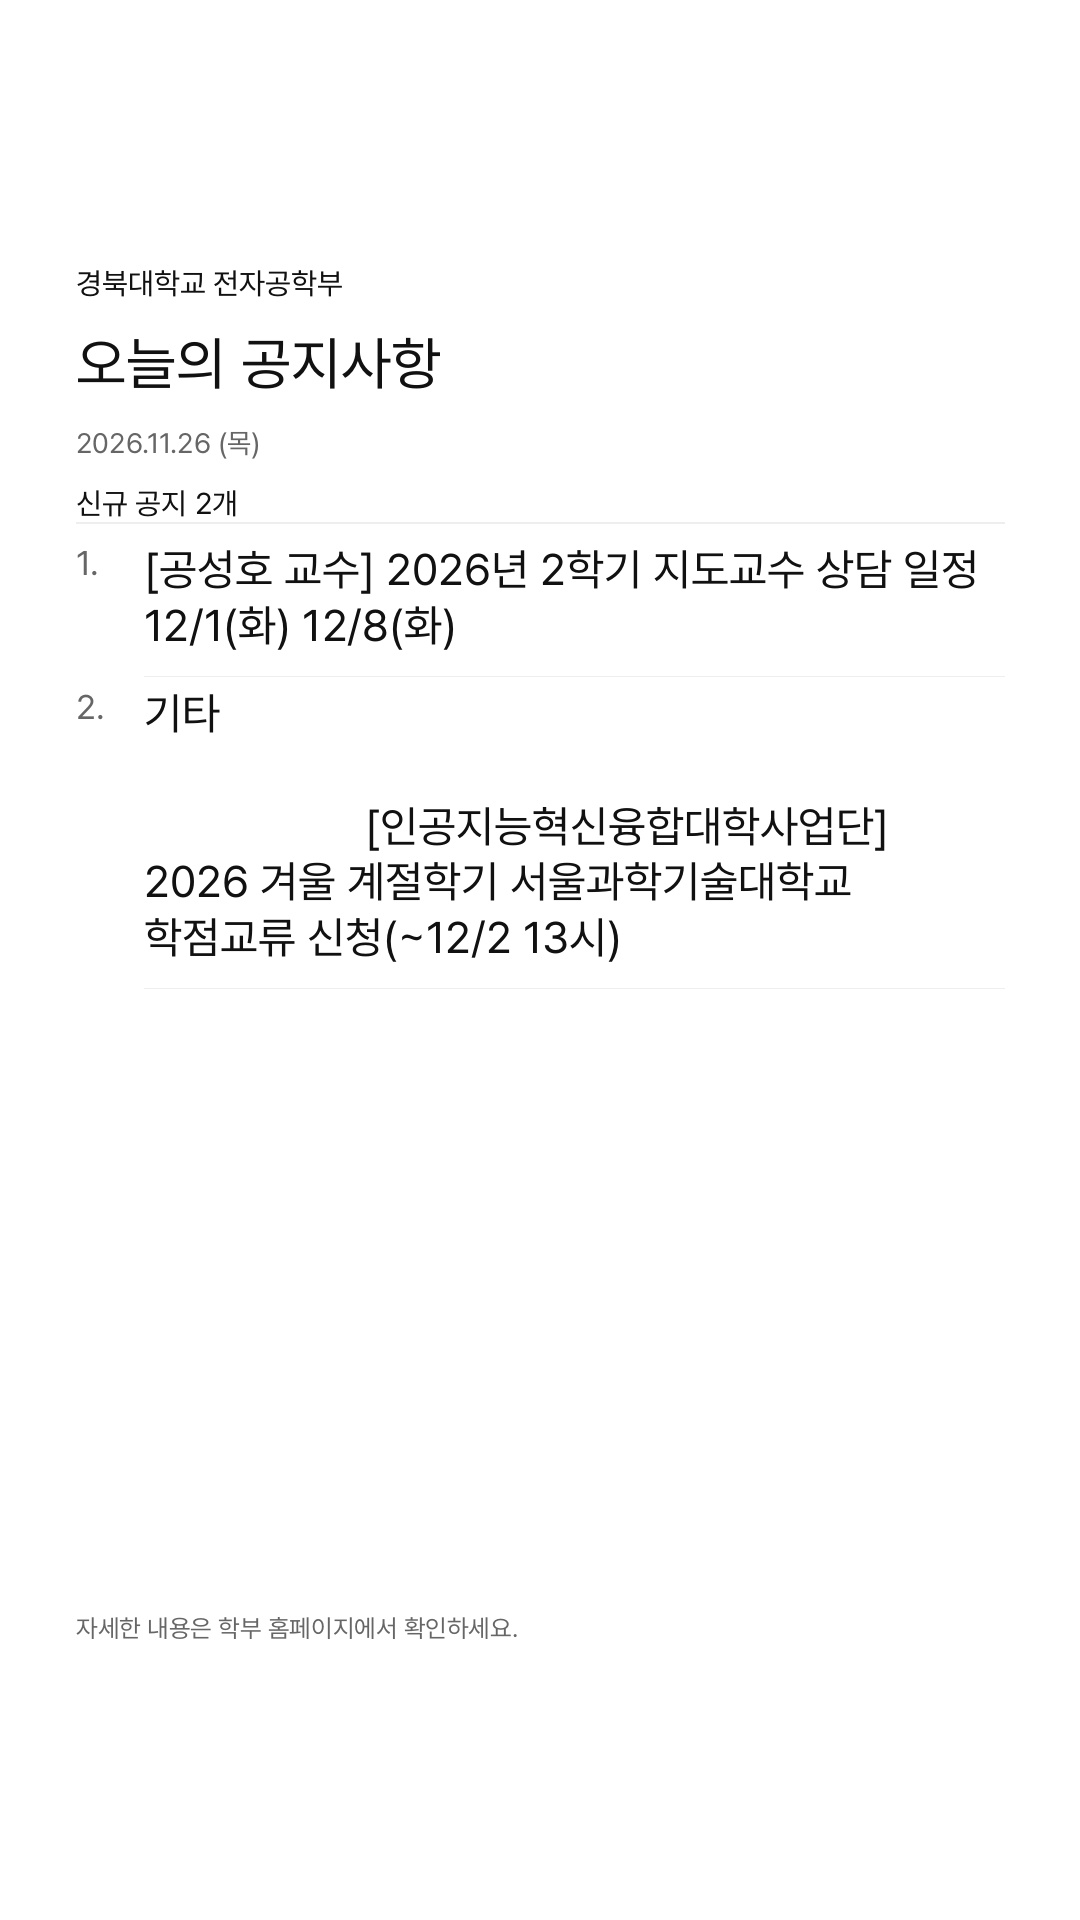 경북대학교 전자공학부
오늘의 공지사항
2026.11.26 (목)
신규 공지 2개
1. [공성호 교수] 2026년 2학기 지도교수 상담 일정
12/1(화) 12/8(화)
2. 기타
[인공지능혁신융합대학사업단]
2026 겨울 계절학기 서울과학기술대학교
학점교류 신청(~12/2 13시)
자세한 내용은 학부 홈페이지에서 확인하세요.